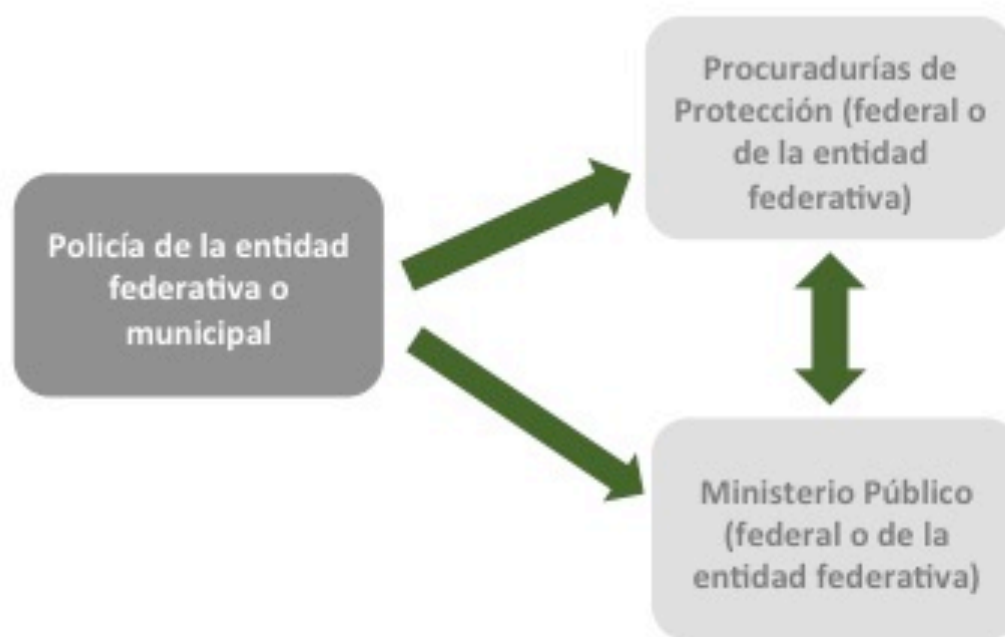 Policía de la entidad
federativa o
municipal
Procuradurías de
Protección (federal o
de la entidad
federativa)
Ministerio Público
(federal o de la
entidad federativa)